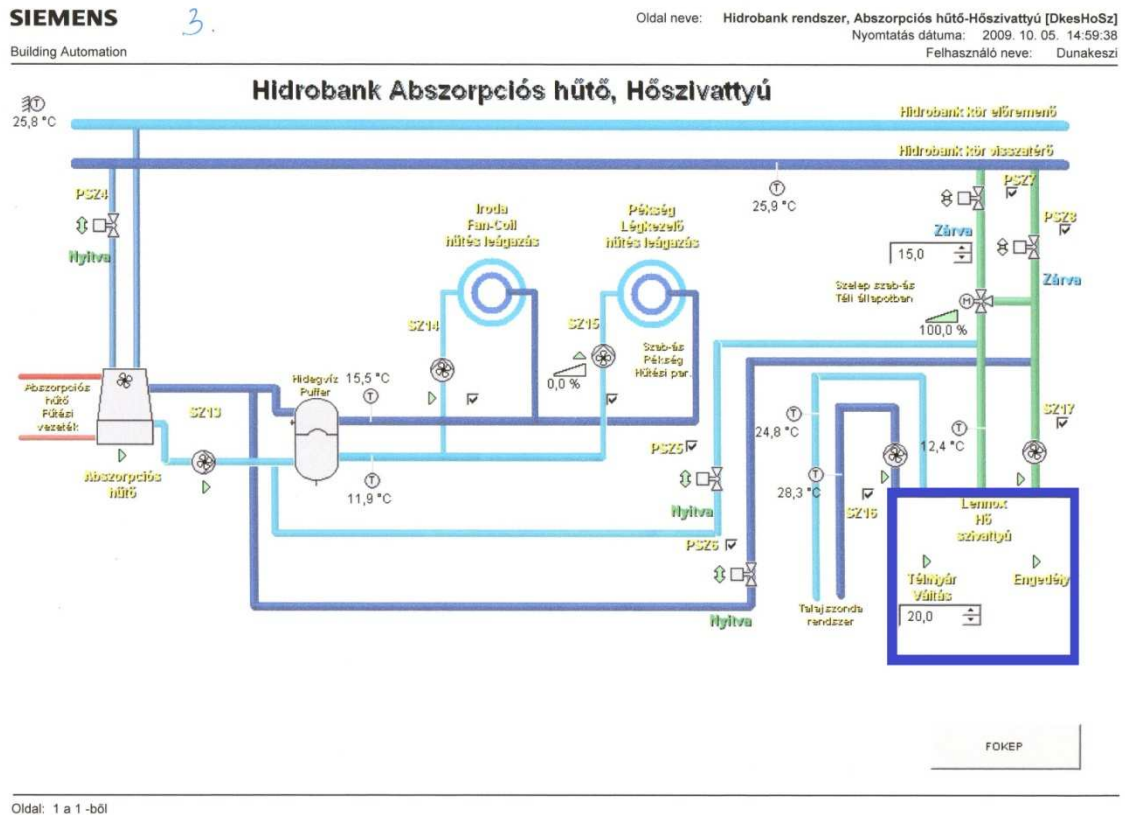 SIEMENS
3.
Building Automation
Oldal neve: Hidrobank rendszer, Abszorpciós hűtő-Hőszivattyú [DkesHoSz]
Nyomtatás dátuma: 2009. 10. 05. 14:59:38
Felhasználó neve: Dunakeszi
Hidrobank Abszorpciós hűtő, Hőszivattyú
T
25,8 °C
Hidrobank kör előremenő
Hidrobank kör visszatérő
PSZ4
Nyitva
T
25,9 °C
Iroda
Fan-Coil
hűtés leágazás
Pékség
Légkezelő
hűtés leágazás
PSZ7
PSZ8
Zárva
15,0
Zárva
Szelep szab-ás
Téli állapotban
M
100,0 %
SZ14
SZ15
0,0 %
Szab-ás
Pékség
Hűtési par.
Abszorpciós
hűtő
Fűtési
vezeték
SZ13
Abszorpciós
hűtő
Hidegvíz
Puffer
15,5 °C
T
T
11,9 °C
PSZ5
Nyitva
PSZ6
Nyitva
T
24,8 °C
T
28,3 °C
T
12,4 °C
SZ17
SZ16
Talajszonda
rendszer
Lennox
Hő
szivattyú
Tél/Nyár
Váltás
20,0
Engedély
FOKEP
Oldal: 1 a 1 -ből